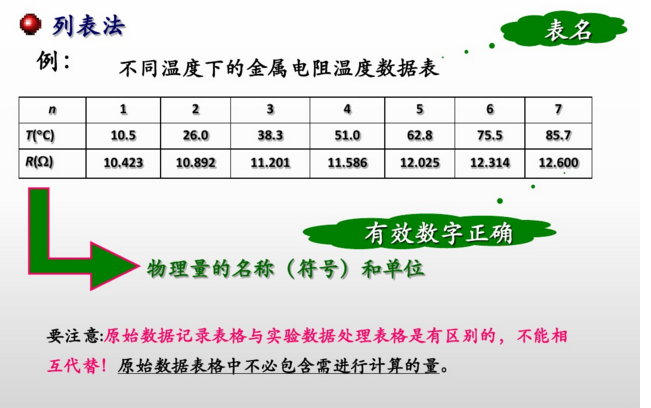 列表法
表名
例：
不同温度下的金属电阻温度数据表
n 1 2 3 4 5 6 7
T(°C) 10.5 26.0 38.3 51.0 62.8 75.5 85.7
R(Ω) 10.423 10.892 11.201 11.586 12.025 12.314 12.600
有效数字正确
物理量的名称（符号）和单位
要注意:原始数据记录表格与实验数据处理表格是有区别的，不能相
互代替！原始数据表格中不必包含需进行计算的量。